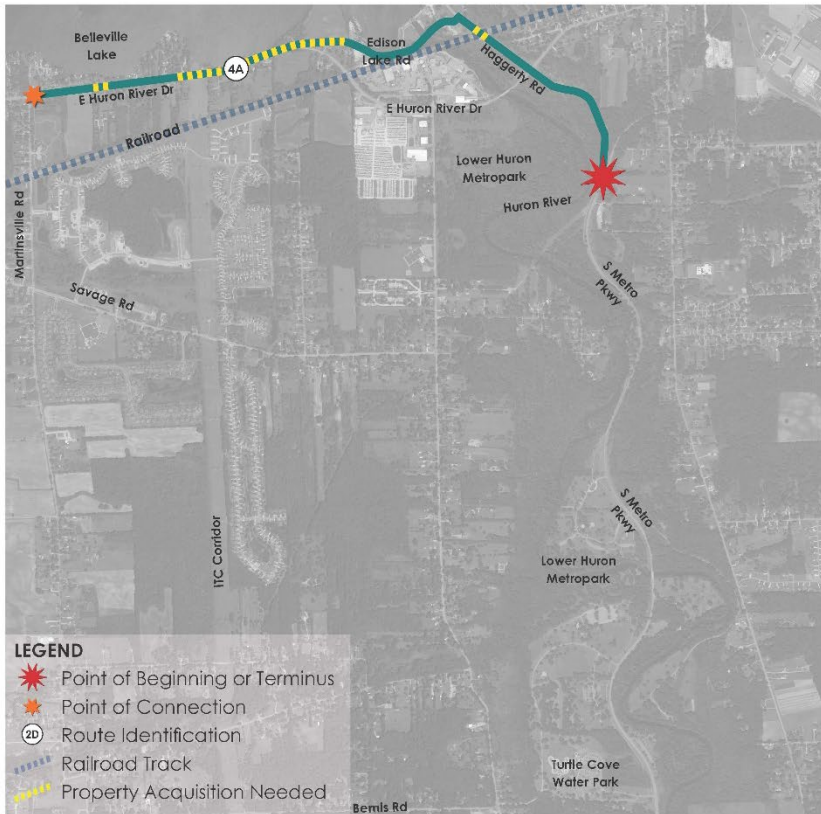 Belleville
Lake
4A
Edison
Lake Rd
Haggerty Rd
E Huron River Dr
E Huron River Dr
Railroad
Lower Huron
Metropark
Huron River
Martinsville Rd
S Metro
Pkwy
Savage Rd
S Metro
Pkwy
ITC Corridor
Lower Huron
Metropark
LEGEND
Point of Beginning or Terminus
Point of Connection
2D Route Identification
Railroad Track
Property Acquisition Needed
Turtle Cove
Water Park
Bemis Rd